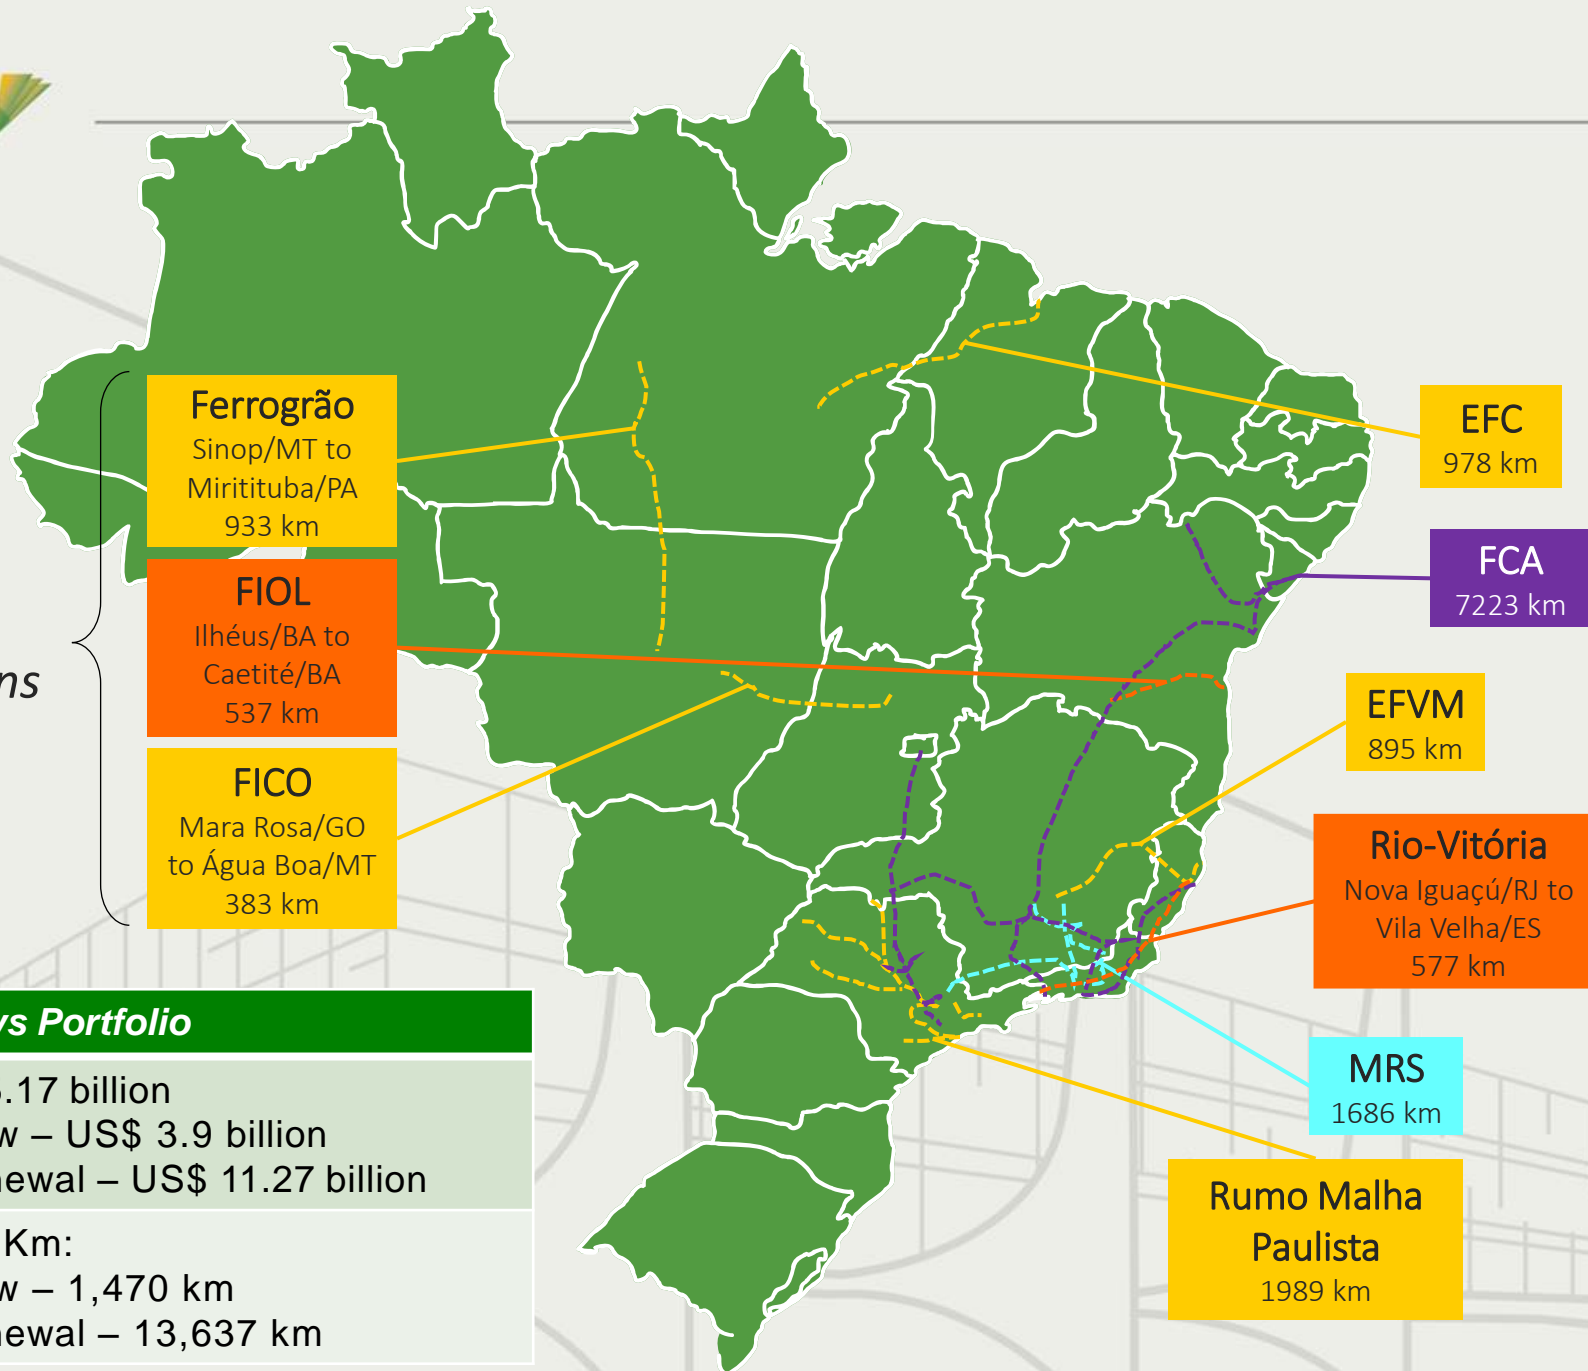 Ferrogrão
Sinop/MT to
Miritituba/PA
933 km
FIOL
Ilhéus/BA to
Caetité/BA
537 km
FICO
Mara Rosa/GO
to Água Boa/MT
383 km
EFC
978 km
FCA
7223 km
EFVM
895 km
Rio-Vitória
Nova Iguaçú/RJ to
Vila Velha/ES
577 km
MRS
1686 km
Rumo Malha
Paulista
1989 km
Portfolio
.17 billion
– US$ 3.9 billion
– US$ 11.27 billion
Km:
– 1,470 km
– 13,637 km